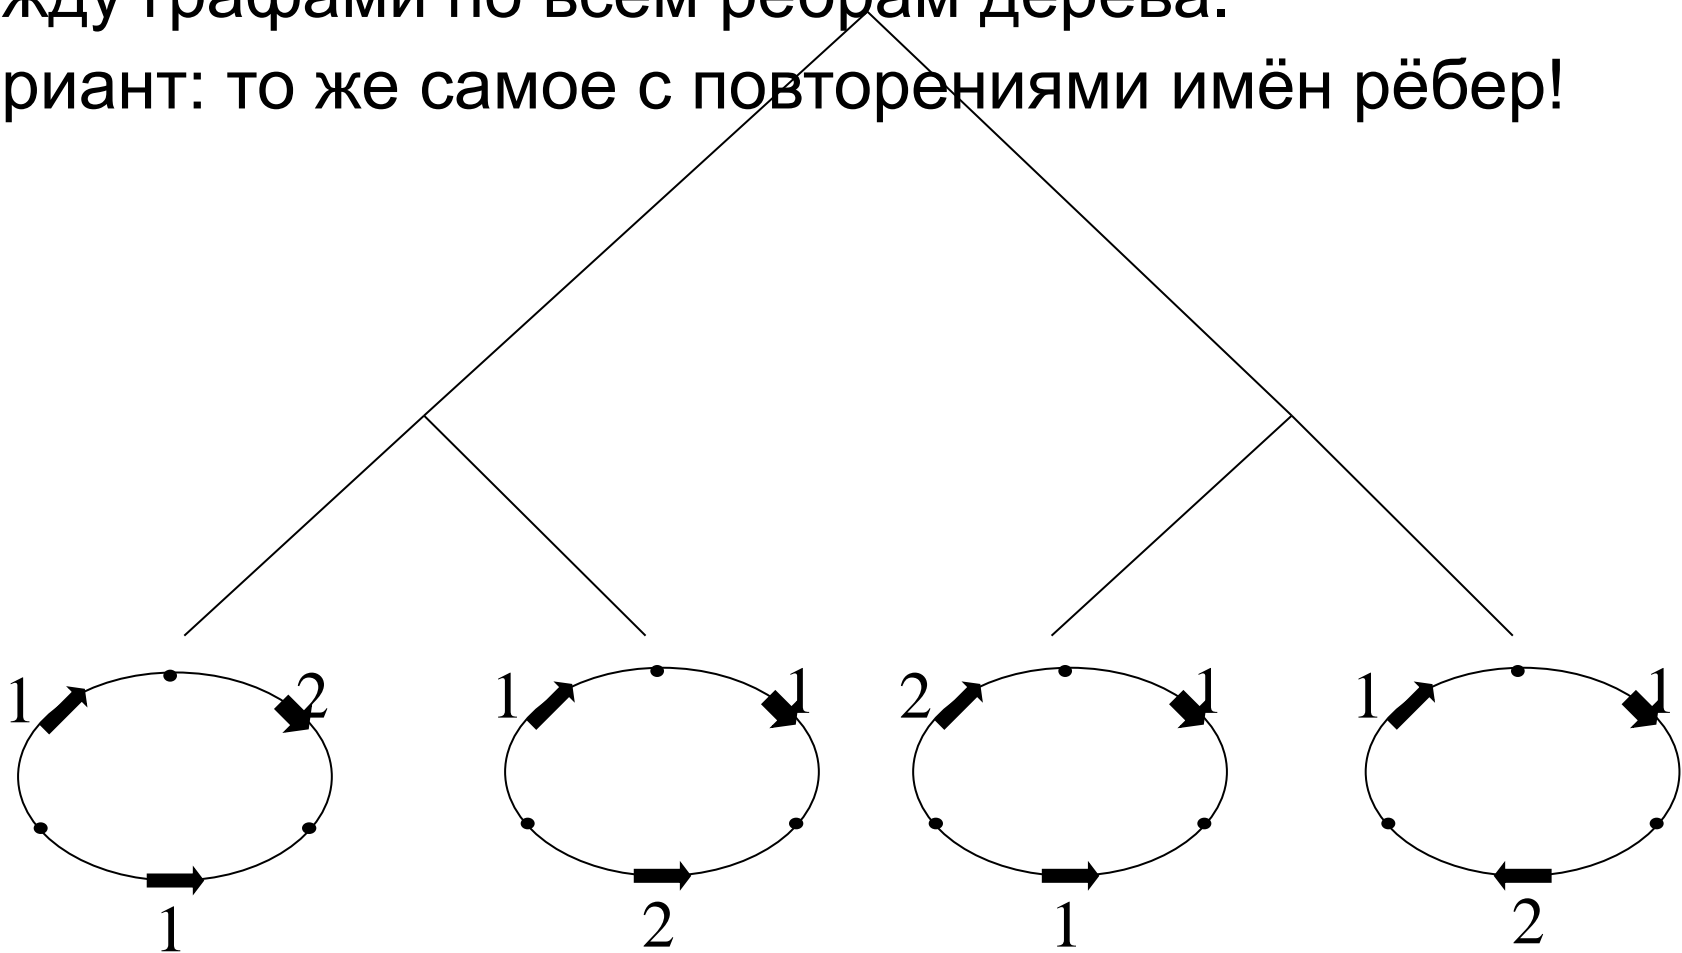 жду графами по всем рёбрам дерева.
риант: то же самое с повторениями имён рёбер!
1 2 1 1 2 1 1 1
1 2 1 2